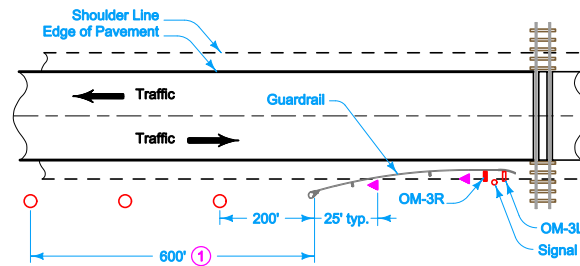 Shoulder Line
Edge of Pavement
Traffic
Guardrail
Traffic
OM-3R
200'
25' typ.
OM-3L
Signal
600' 1